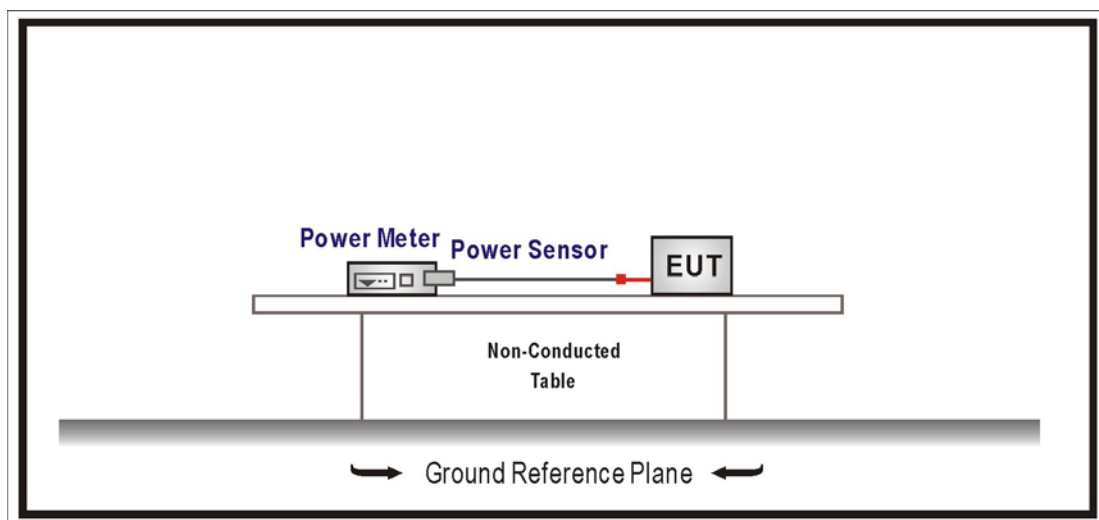 Power Meter
Power Sensor
EUT
Non-Conducted
Table
Ground Reference Plane